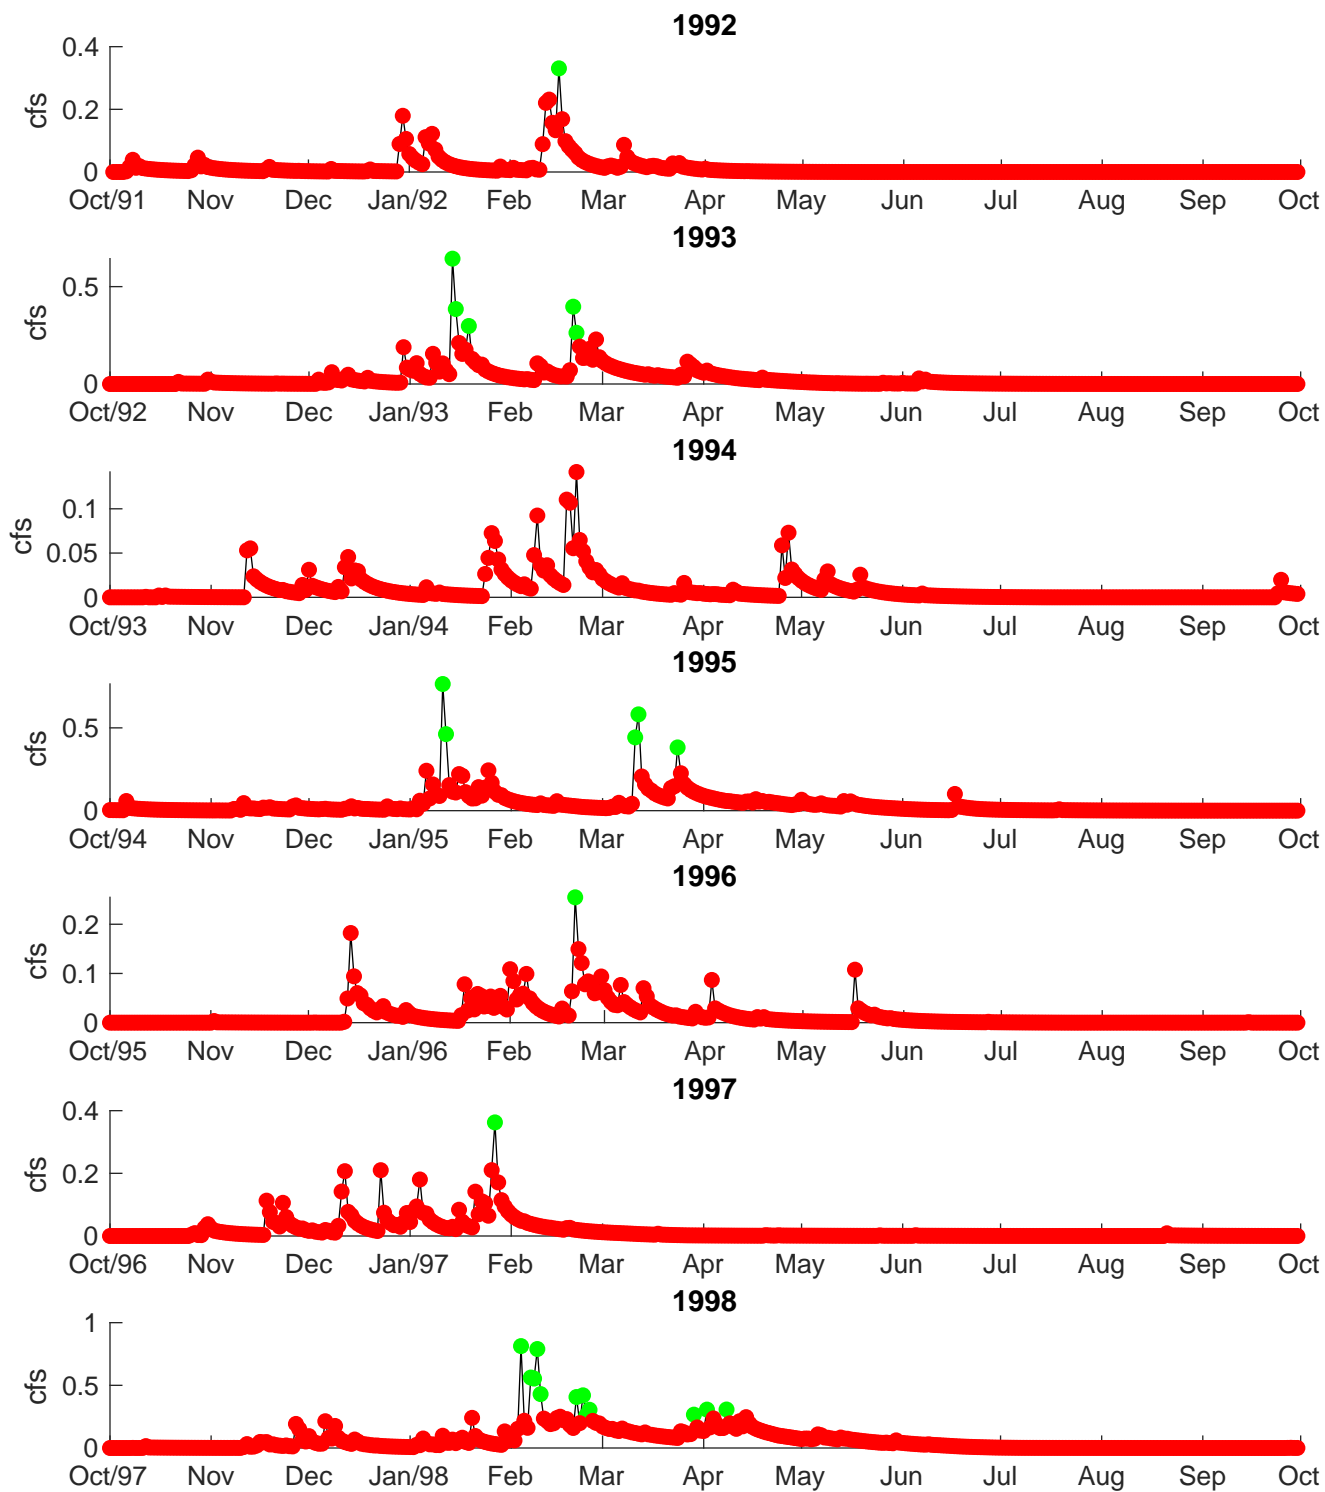 1992
cfs
0.4
0.2
0
Oct/91 Nov Dec Jan/92 Feb Mar Apr May Jun Jul Aug Sep Oct
1993
cfs
0.5
0
Oct/92 Nov Dec Jan/93 Feb Mar Apr May Jun Jul Aug Sep Oct
1994
cfs
0.1
0.05
0
Oct/93 Nov Dec Jan/94 Feb Mar Apr May Jun Jul Aug Sep Oct
1995
cfs
0.5
0
Oct/94 Nov Dec Jan/95 Feb Mar Apr May Jun Jul Aug Sep Oct
1996
cfs
0.2
0.1
0
Oct/95 Nov Dec Jan/96 Feb Mar Apr May Jun Jul Aug Sep Oct
1997
cfs
0.4
0.2
0
Oct/96 Nov Dec Jan/97 Feb Mar Apr May Jun Jul Aug Sep Oct
1998
cfs
1
0.5
0
Oct/97 Nov Dec Jan/98 Feb Mar Apr May Jun Jul Aug Sep Oct